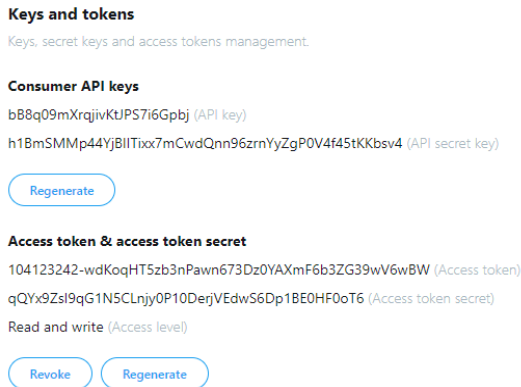 Keys and tokens
Keys, secret keys and access tokens management.
Consumer API keys
bB8q09mXrqjivKtJPS7i6Gpbj (API key)
h1BmSMMp44YjBIITixx7mCwdQnn96zrnYyZgP0V4f45tKKbsv4 (API secret key)
Regenerate
Access token & access token secret
104123242-wdKoqHT5zb3nPawn673Dz0YAXmF6b3ZG39wV6wBW (Access token)
qQYx9ZsI9qG1N5CLnjy0P10DerjVEdwS6Dp1BE0HF0oT6 (Access token secret)
Read and write (Access level)
Revoke Regenerate